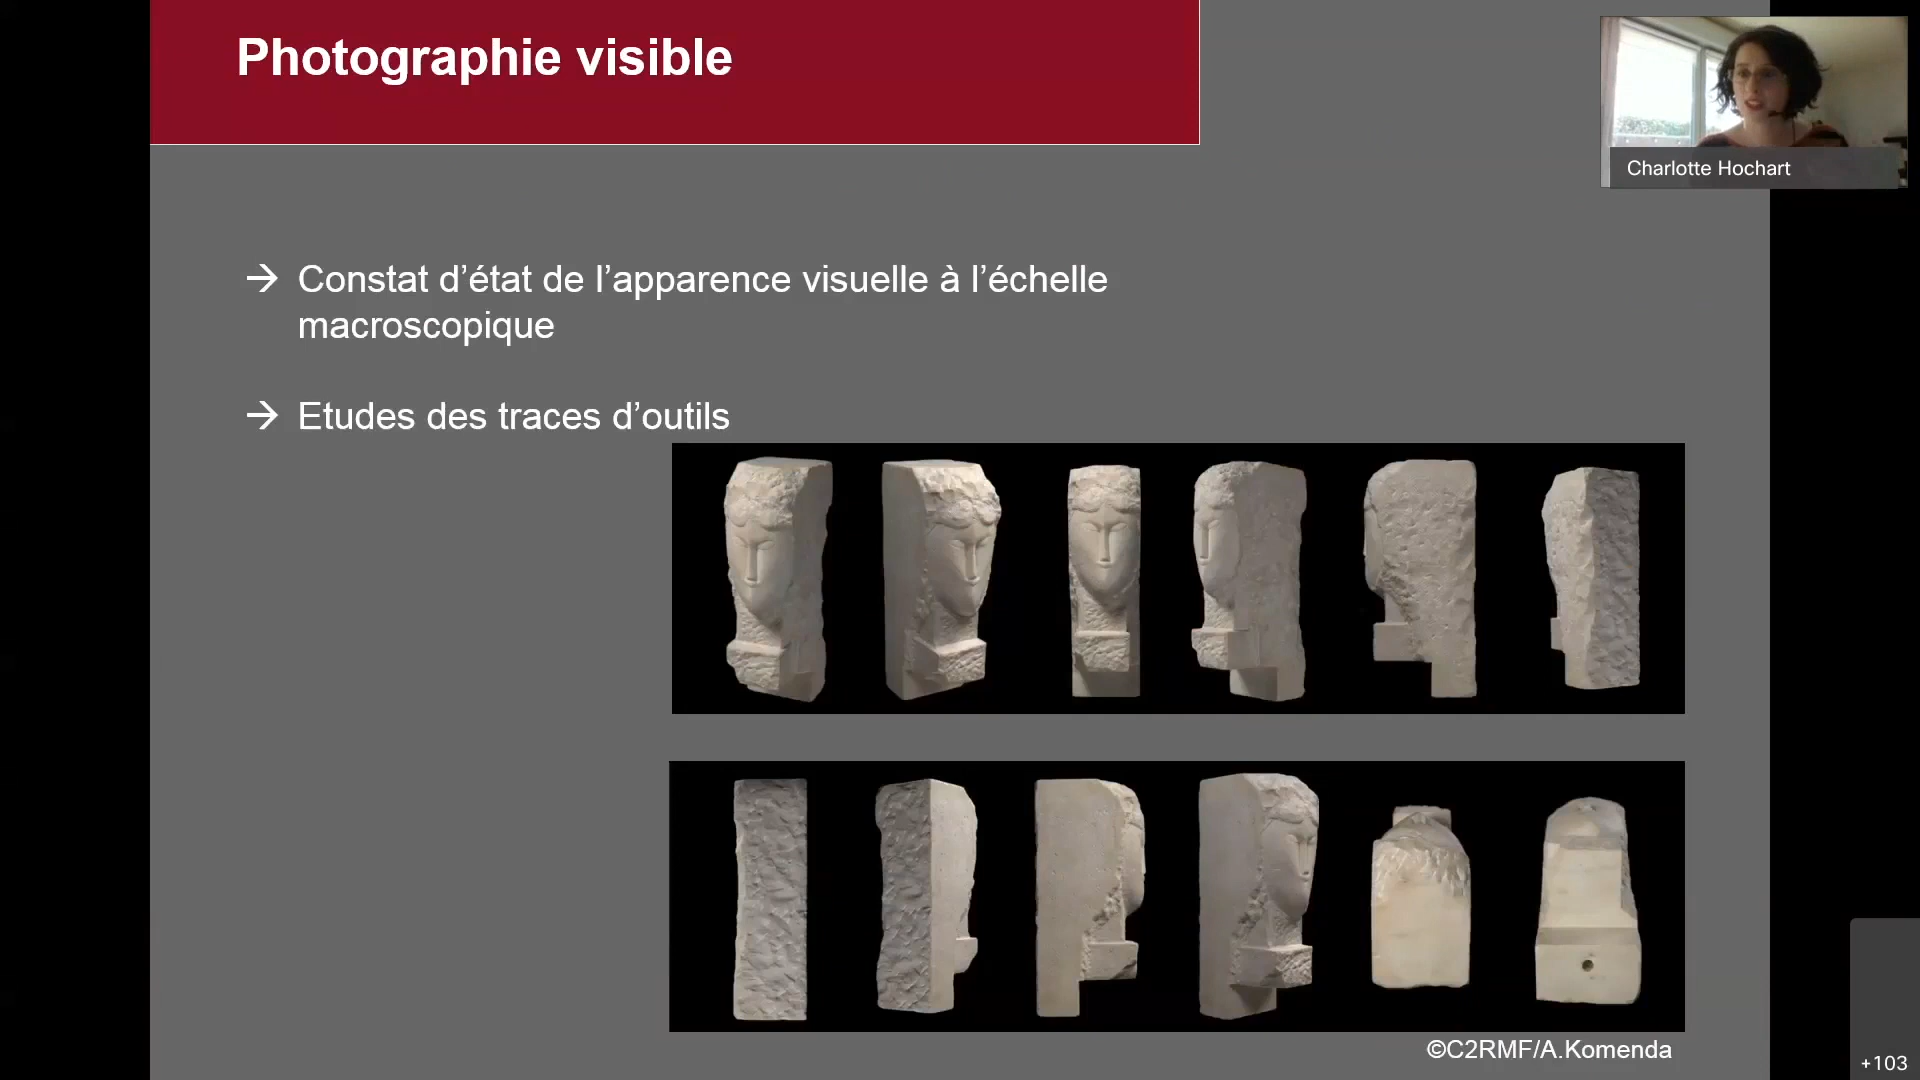 Photographie visible
Charlotte Hochart
→ Constat d’état de l’apparence visuelle à l’échelle
macroscopique
→ Etudes des traces d’outils
©C2RMF/A.Komenda
+103